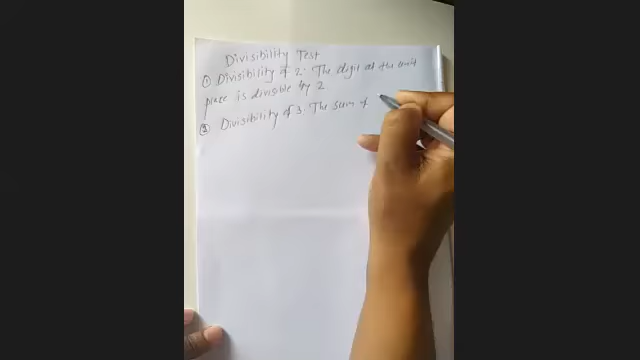 Divisibility Test
① Divisibility of 2: The digit at the unit
place is divisible by 2
② Divisibility of 3: The sum of